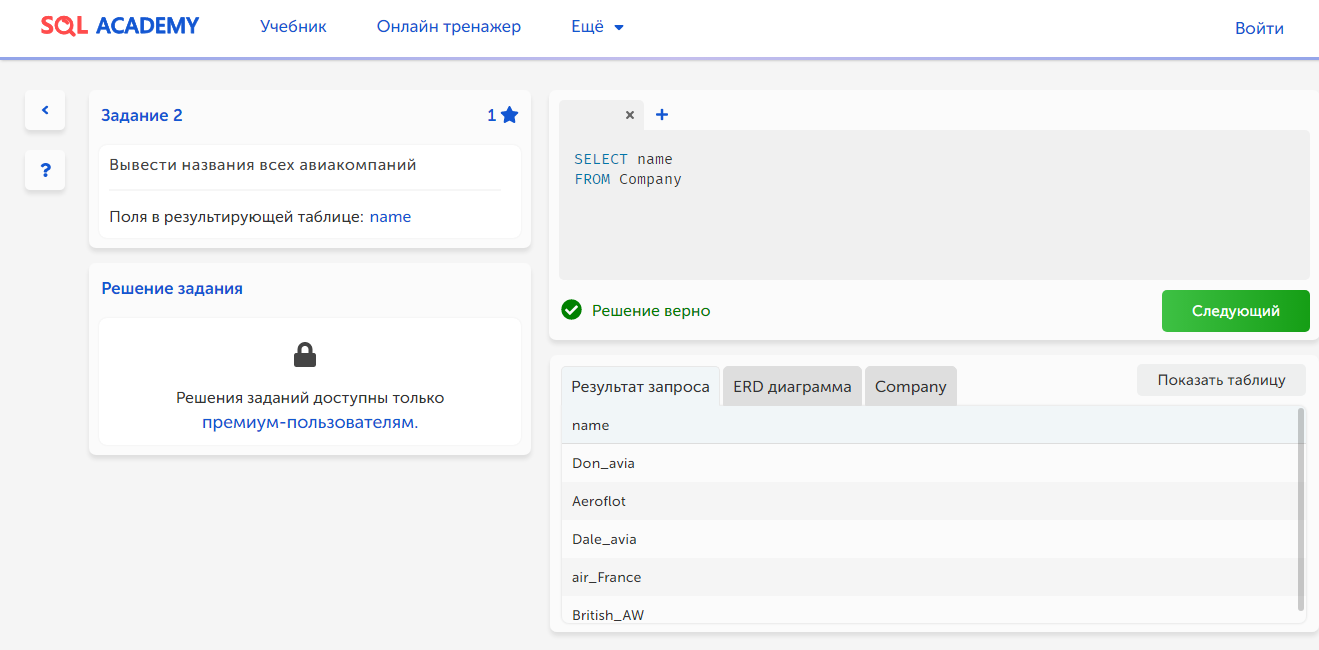 SQL ACADEMY
Учебник
Онлайн тренажер
Ещё
Войти
?
Задание 2
1
Вывести названия всех авиакомпаний
Поля в результирующей таблице: name
Решение задания
Решения заданий доступны только
премиум-пользователям.
SELECT name
FROM Company
Решение верно
Следующий
Результат запроса
ERD диаграмма
Company
Показать таблицу
name
Don_avia
Aeroflot
Dale_avia
air_France
British_AW